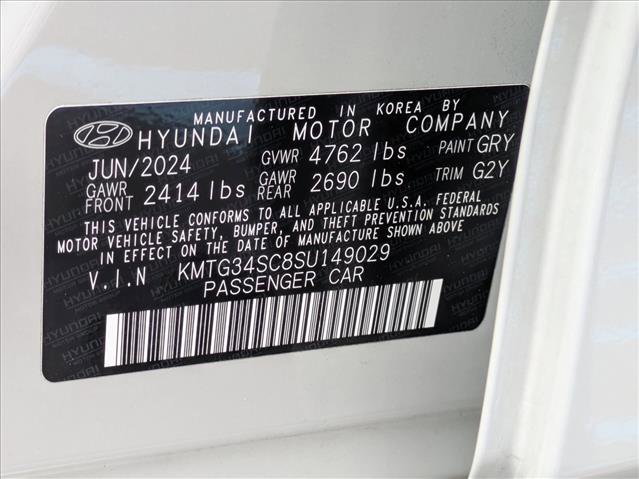 MANUFACTURED IN KOREA BY
HYUNDAI MOTOR COMPANY
JUN/2024 GVWR 4762 lbs PAINT GRY
GAWR FRONT 2414 lbs GAWR REAR 2690 lbs TRIM G2Y
THIS VEHICLE CONFORMS TO ALL APPLICABLE U.S.A. FEDERAL
MOTOR VEHICLE SAFETY, BUMPER, AND THEFT PREVENTION STANDARDS
IN EFFECT ON THE DATE OF MANUFACTURE SHOWN ABOVE
V.I.N KMTG34SC8SU149029
PASSENGER CAR